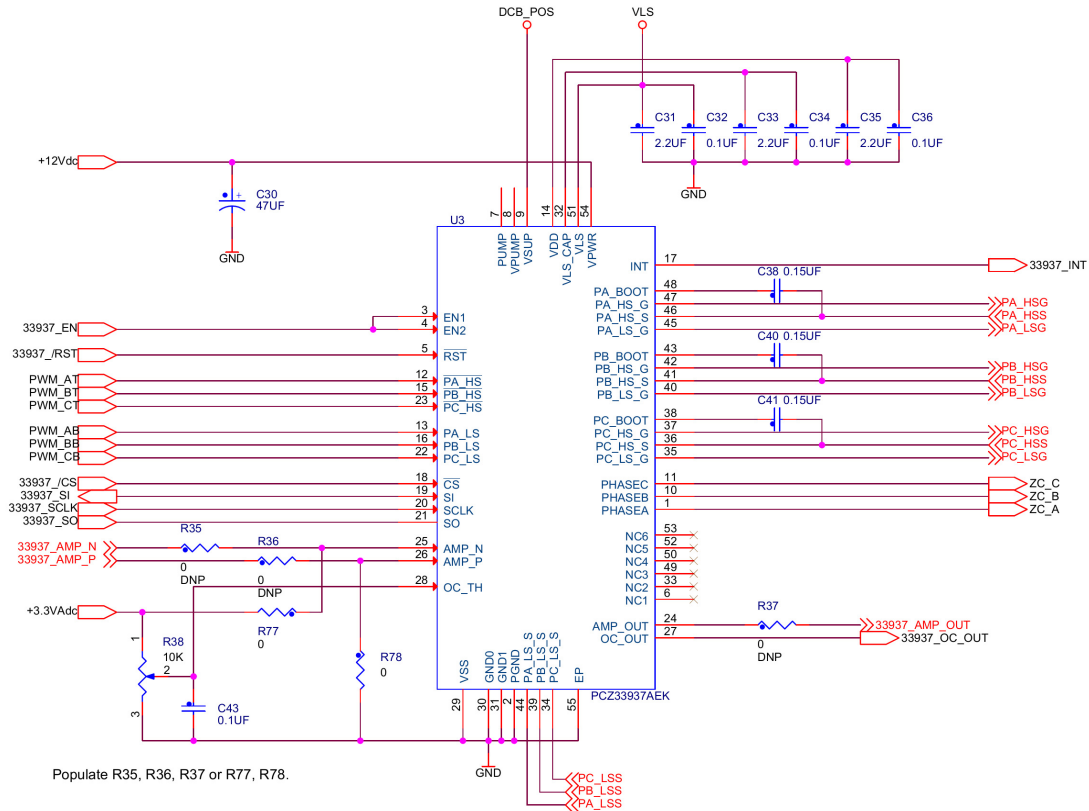 DCB_POS
VLS
C31
2.2UF
C32
0.1UF
C33
2.2UF
C34
0.1UF
C35
2.2UF
C36
0.1UF
GND
+12Vdc
C30
47UF
+
GND
U3
7
8
9
14
32
51
54
PUMP
VPUMP
VSUP
VDD
VLS_CAP
VLS
VPWR
33937_EN
3
EN1
4
EN2
33937_/RST
5
RST
PWM_AT
12
PA_HS
PWM_BT
15
PB_HS
PWM_CT
23
PC_HS
PWM_AB
13
PA_LS
PWM_BB
16
PB_LS
PWM_CB
22
PC_LS
33937_/CS
18
CS
33937_SI
19
SI
33937_SCLK
20
SCLK
33937_SO
21
SO
33937_AMP_N
R35
0
DNP
25
AMP_N
33937_AMP_P
R36
0
DNP
26
AMP_P
28
OC_TH
+3.3VAdc
R77
0
1
R38
10K
2
3
C43
0.1UF
R78
0
INT
17
33937_INT
C38 0.15UF
PA_BOOT
48
PA_HS_G
47
PA_HSG
PA_HS_S
46
PA_HSS
PA_LS_G
45
PA_LSG
C40 0.15UF
PB_BOOT
43
PB_HS_G
42
PB_HSG
PB_HS_S
41
PB_HSS
PB_LS_G
40
PB_LSG
C41 0.15UF
PC_BOOT
38
PC_HS_G
37
PC_HSG
PC_HS_S
36
PC_HSS
PC_LS_G
35
PC_LSG
PHASEC
11
ZC_C
PHASEB
10
ZC_B
PHASEA
1
ZC_A
NC6
53
NC5
52
NC4
50
NC3
49
NC2
33
NC1
6
AMP_OUT
24
R37
0
DNP
33937_AMP_OUT
OC_OUT
27
33937_OC_OUT
VSS
GND0
GND1
PGND
PA_LS_S
PB_LS_S
PC_LS_S
EP
PCZ33937AEK
29
30
31
2
44
39
34
55
GND
PC_LSS
PB_LSS
PA_LSS
Populate R35, R36, R37 or R77, R78.